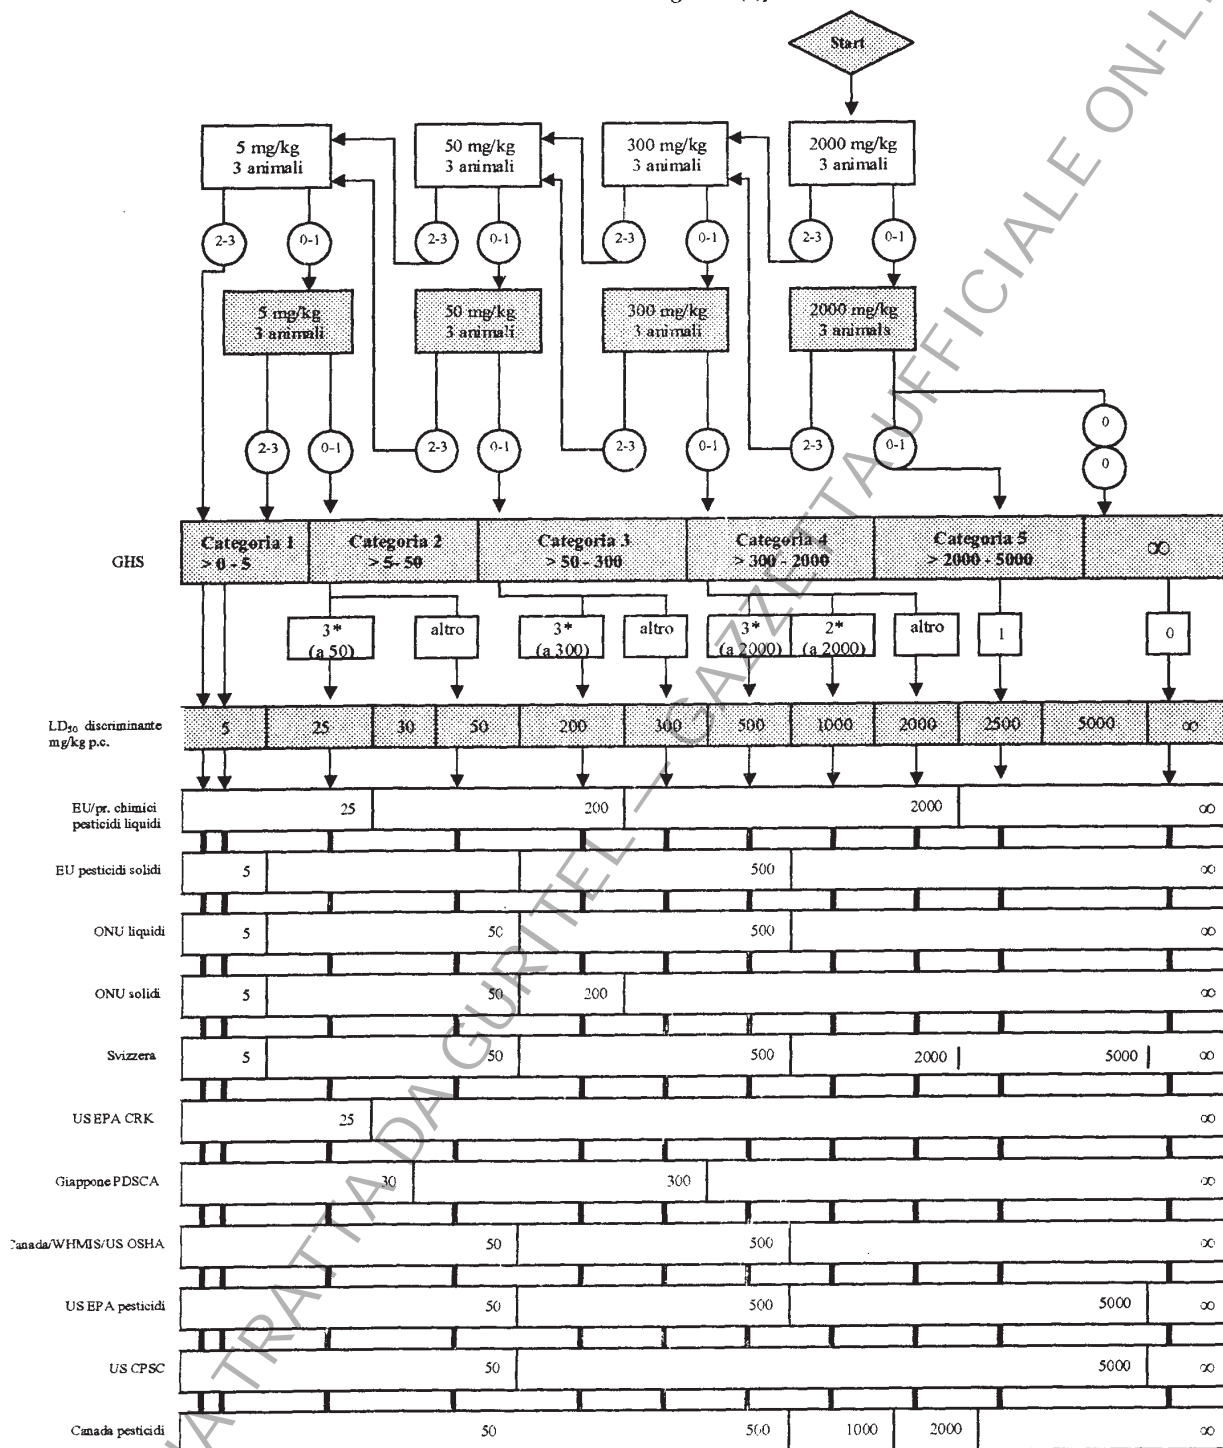 Start
5 mg/kg
3 animali
50 mg/kg
3 animali
300 mg/kg
3 animali
2000 mg/kg
3 animali
2-3
0-1
2-3
0-1
2-3
0-1
2-3
0-1
5 mg/kg
3 animali
50 mg/kg
3 animali
300 mg/kg
3 animali
2000 mg/kg
3 animals
0
2-3
0-1
2-3
0-1
2-3
0-1
2-3
0-1
0
GHS
Categoria 1
> 0 - 5
Categoria 2
> 5- 50
Categoria 3
> 50 - 300
Categoria 4
> 300 - 2000
Categoria 5
> 2000 - 5000
∞
3*
(a 50)
altro
3*
(a 300)
altro
3*
(a 2000)
2*
(a 2000)
altro
1
0
LD50 discriminante
mg/kg p.c.
5 25 30 50 200 300 500 1000 2000 2500 5000 ∞
EU/pr. chimici
pesticidi liquidi
25 200 2000 ∞
EU pesticidi solidi 5 500 ∞
ONU liquidi 5 50 500 ∞
ONU solidi 5 50 200 ∞
Svizzera 5 50 500 2000 5000 ∞
US EPA CRK 25 ∞
Giappone PDSCA 30 300 ∞
anada/WHMIS/US OSHA 50 500 ∞
US EPA pesticidi 50 500 5000 ∞
US CPSC 50 5000 ∞
Canada pesticidi 50 500 1000 2000 ∞
TRATTA DA GURITEL — GAZZETTA UFFICIALE ON-L